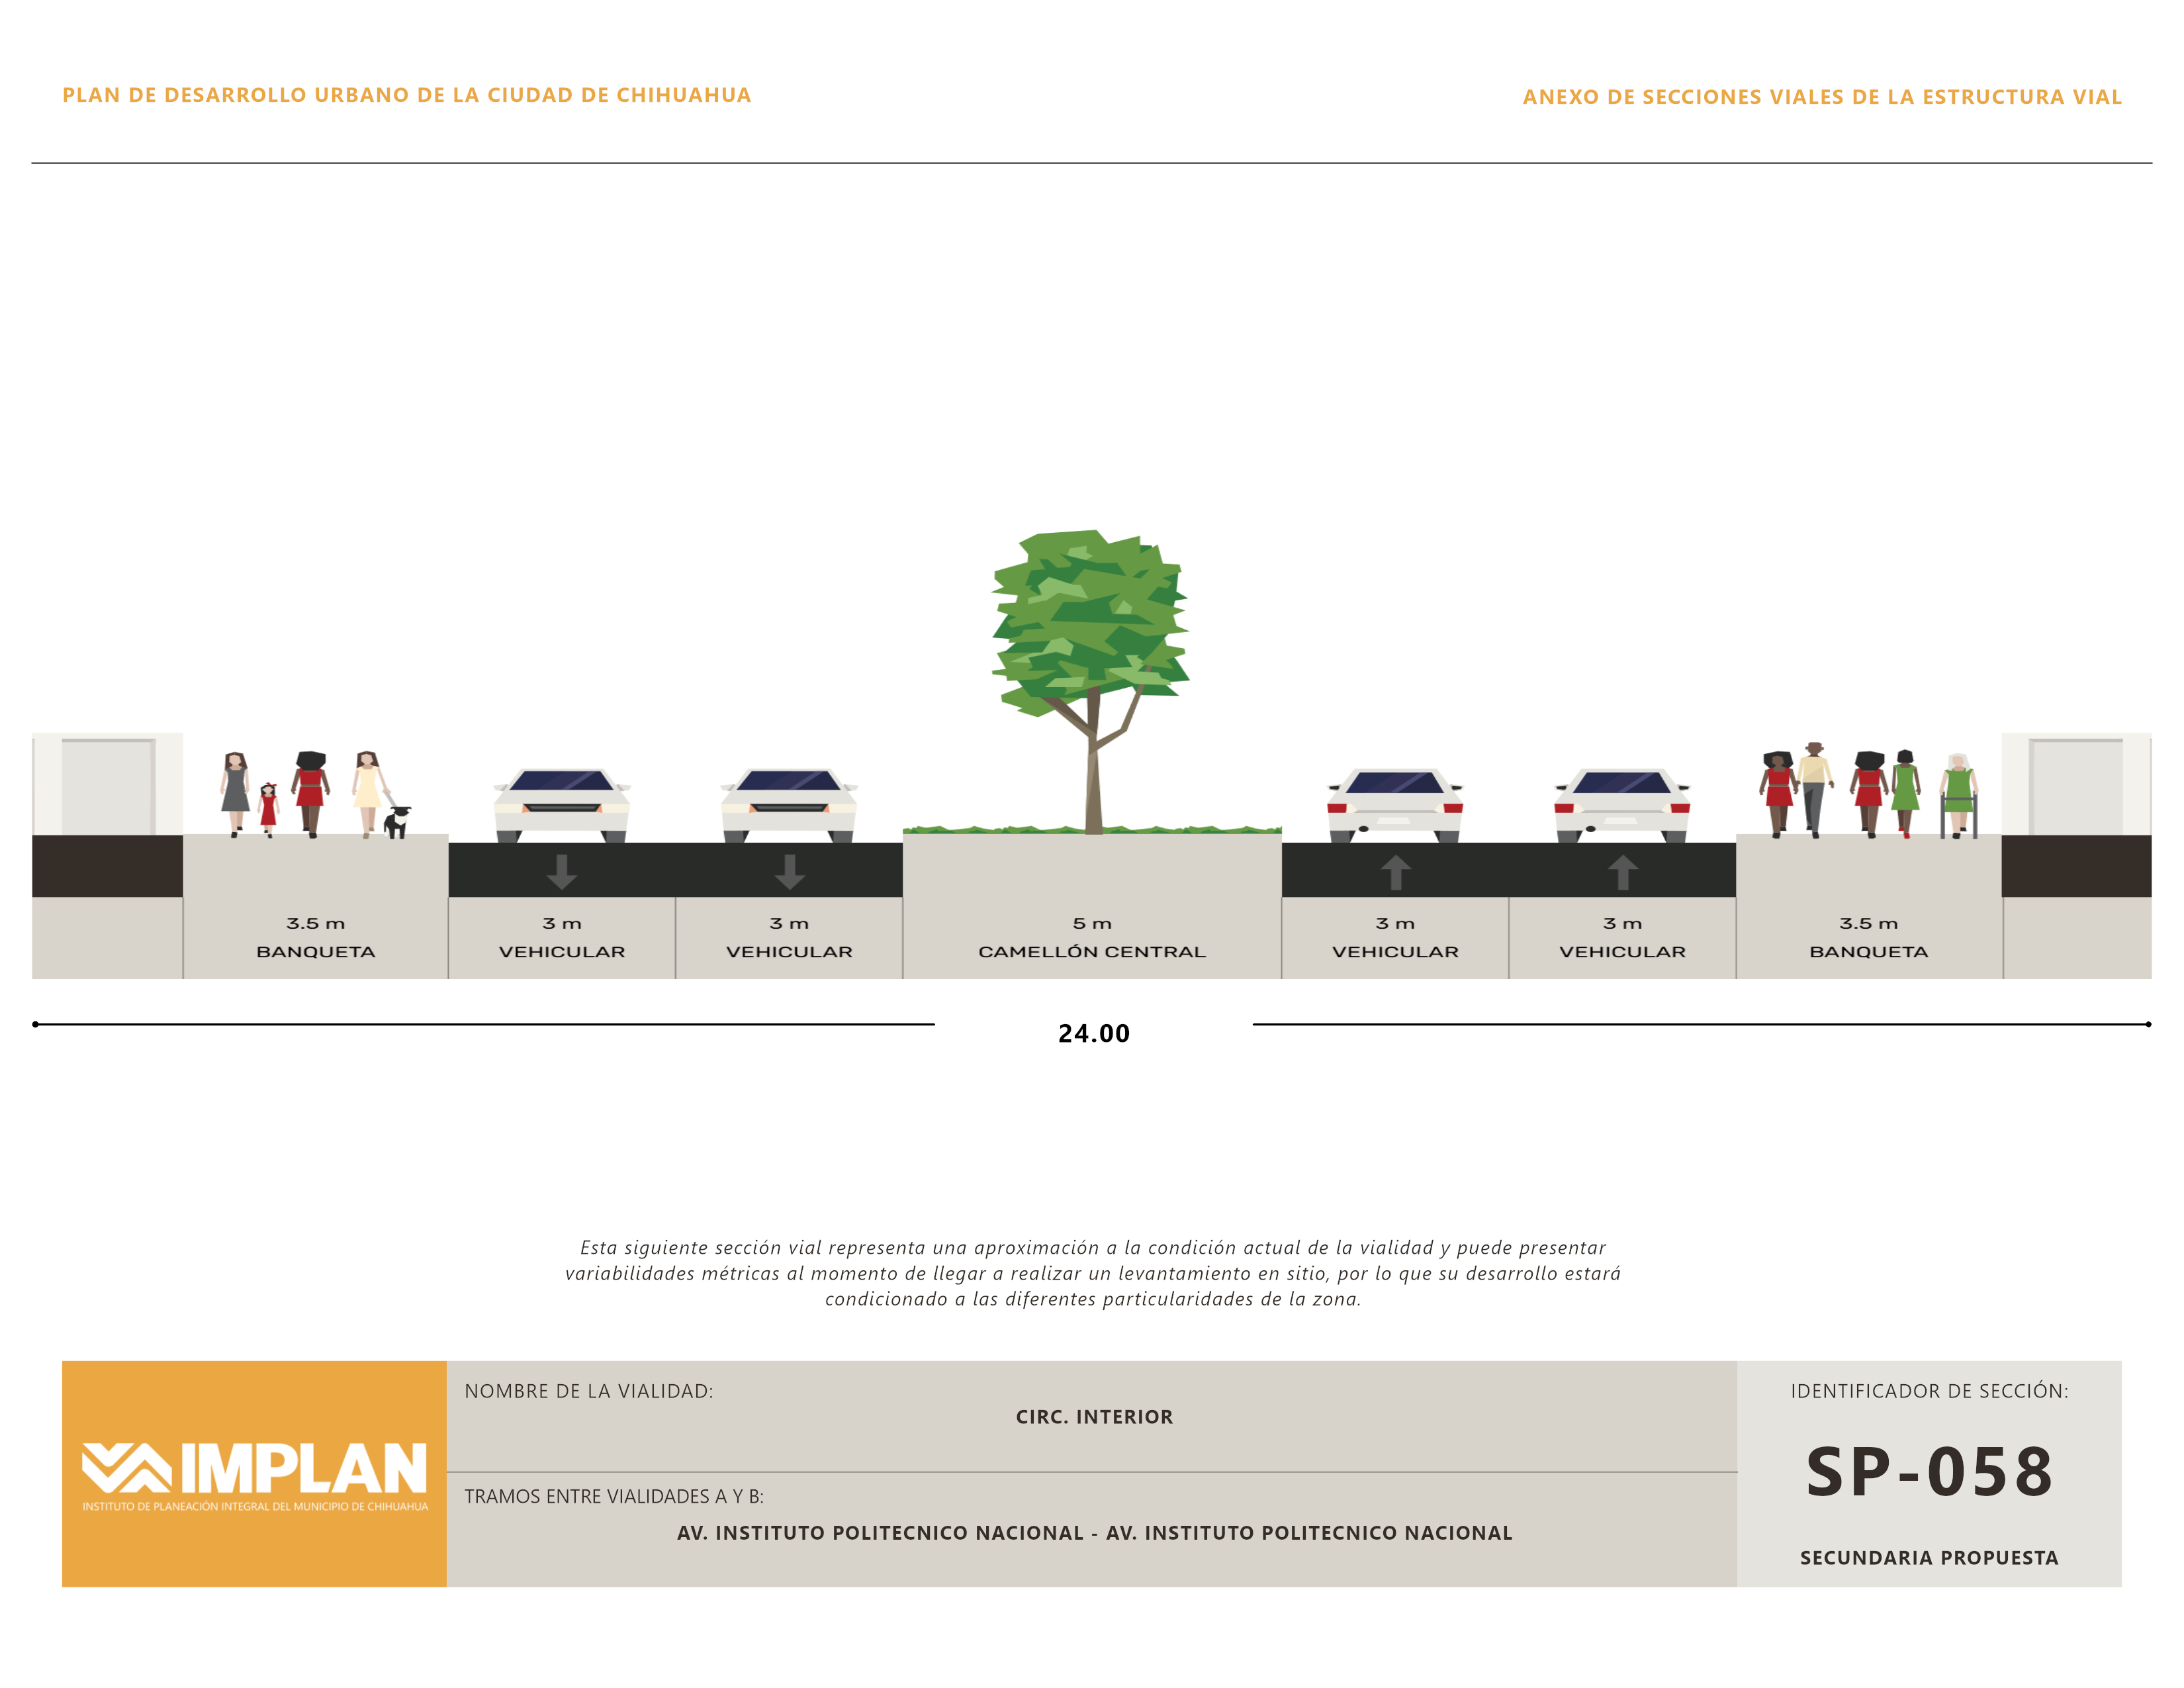 PLAN DE DESARROLLO URBANO DE LA CIUDAD DE CHIHUAHUA
ANEXO DE SECCIONES VIALES DE LA ESTRUCTURA VIAL
3.5 m
BANQUETA
3 m
VEHICULAR
3 m
VEHICULAR
5 m
CAMELLÓN CENTRAL
3 m
VEHICULAR
3 m
VEHICULAR
3.5 m
BANQUETA
24.00
Esta siguiente sección vial representa una aproximación a la condición actual de la vialidad y puede presentar
variabilidades métricas al momento de llegar a realizar un levantamiento en sitio, por lo que su desarrollo estará
condicionado a las diferentes particularidades de la zona.
IMPLAN
INSTITUTO DE PLANEACIÓN INTEGRAL DEL MUNICIPIO DE CHIHUAHUA
NOMBRE DE LA VIALIDAD:
CIRC. INTERIOR
TRAMOS ENTRE VIALIDADES A Y B:
AV. INSTITUTO POLITECNICO NACIONAL - AV. INSTITUTO POLITECNICO NACIONAL
IDENTIFICADOR DE SECCIÓN:
SP-058
SECUNDARIA PROPUESTA